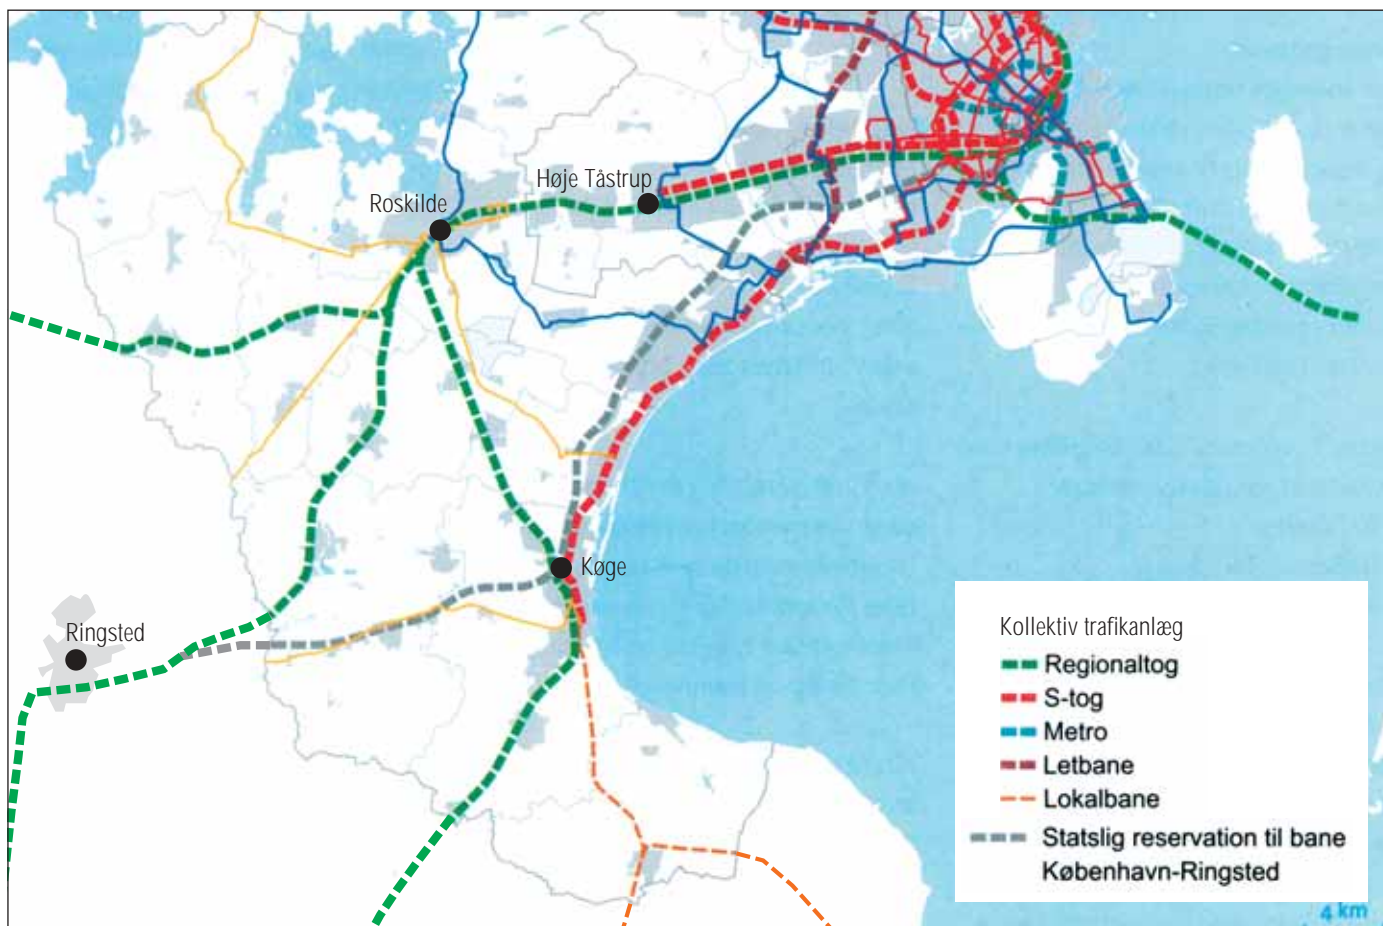 Høje Tåstrup
Roskilde
Køge
Ringsted
Kollektiv trafikanlæg
Regionaltog
S-tog
Metro
Letbane
Lokalbane
Statslig reservation til bane
København-Ringsted
4 km